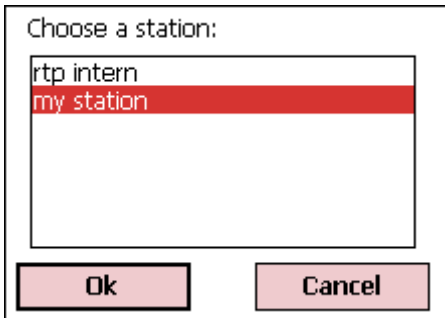 Choose a station:
rtp intern
my station
Ok
Cancel